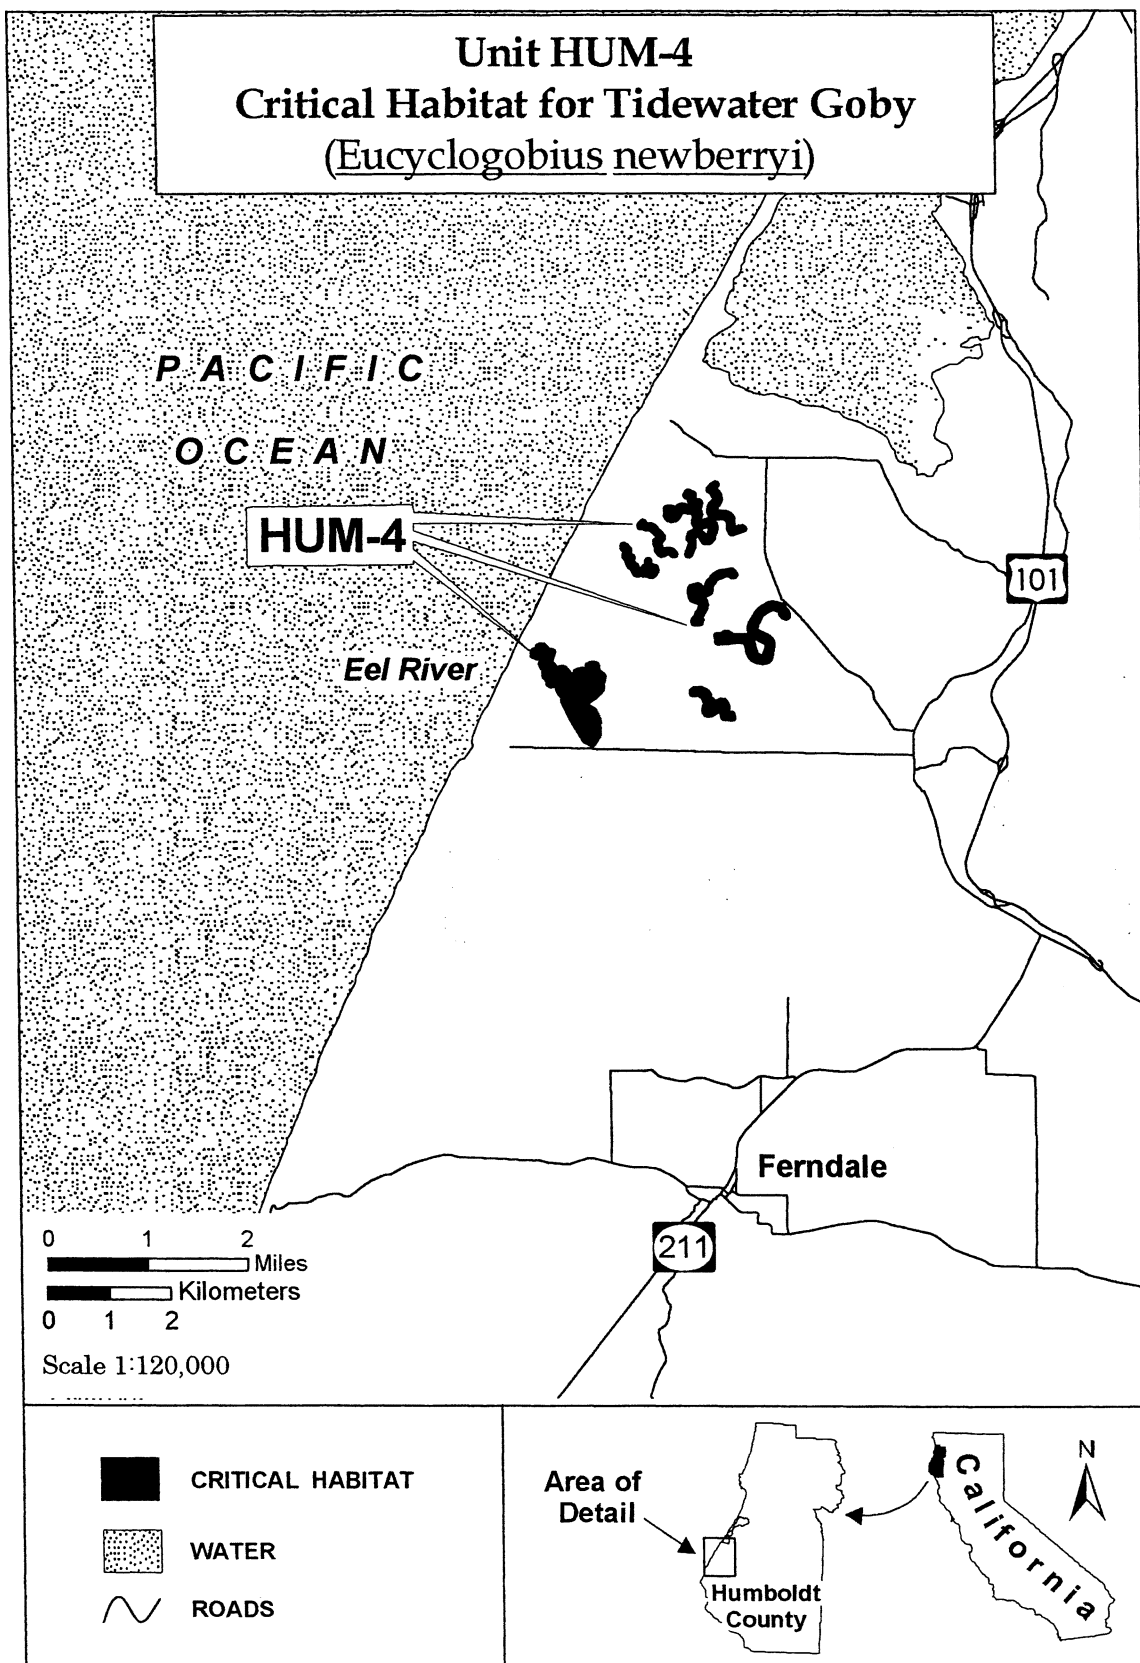 Unit HUM-4
Critical Habitat for Tidewater Goby
(Eucyclogobius newberryi)
PACIFIC
OCEAN
HUM-4
101
Eel River
Ferndale
211
0 1 2
Miles
Kilometers
0 1 2
Scale 1:120,000
CRITICAL HABITAT
WATER
ROADS
Area of
Detail
Humboldt
County
California
N